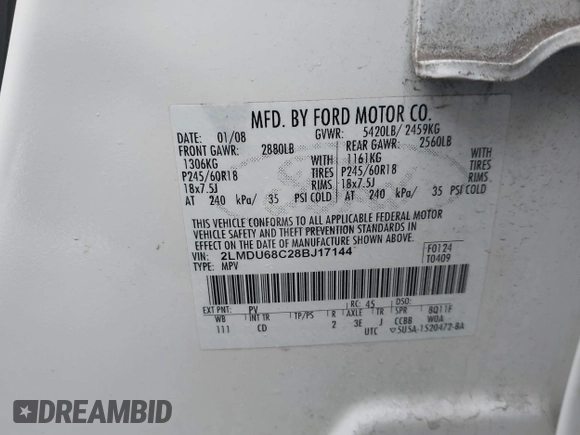 MFD. BY FORD MOTOR CO.
DATE: 01/08 GVWR: 5420LB/ 2459KG
FRONT GAWR: 2880LB REAR GAWR: 2560LB
1306KG WITH 1161KG WITH
P245/60R18 TIRES P245/60R18 TIRES
18x7.5J RIMS 18x7.5J RIMS
AT 240 kPa/ 35 PSI COLD AT 240 kPa/ 35 PSI COLD
THIS VEHICLE CONFORMS TO ALL APPLICABLE FEDERAL MOTOR
VEHICLE SAFETY AND THEFT PREVENTION STANDARDS IN
EFFECT ON THE DATE OF MANUFACTURE SHOWN ABOVE.
VIN: 2LMDU68C28BJ17144 F0124
TYPE: MPV T0409
EXT PNT: PV RC: 45 DSO:
WB INT TR TP/PS R AXLE TR SPR BQ11F
111 CD 2 3E J CCBB W0A
UTC 5U5A-1520472-BA
DREAMBID